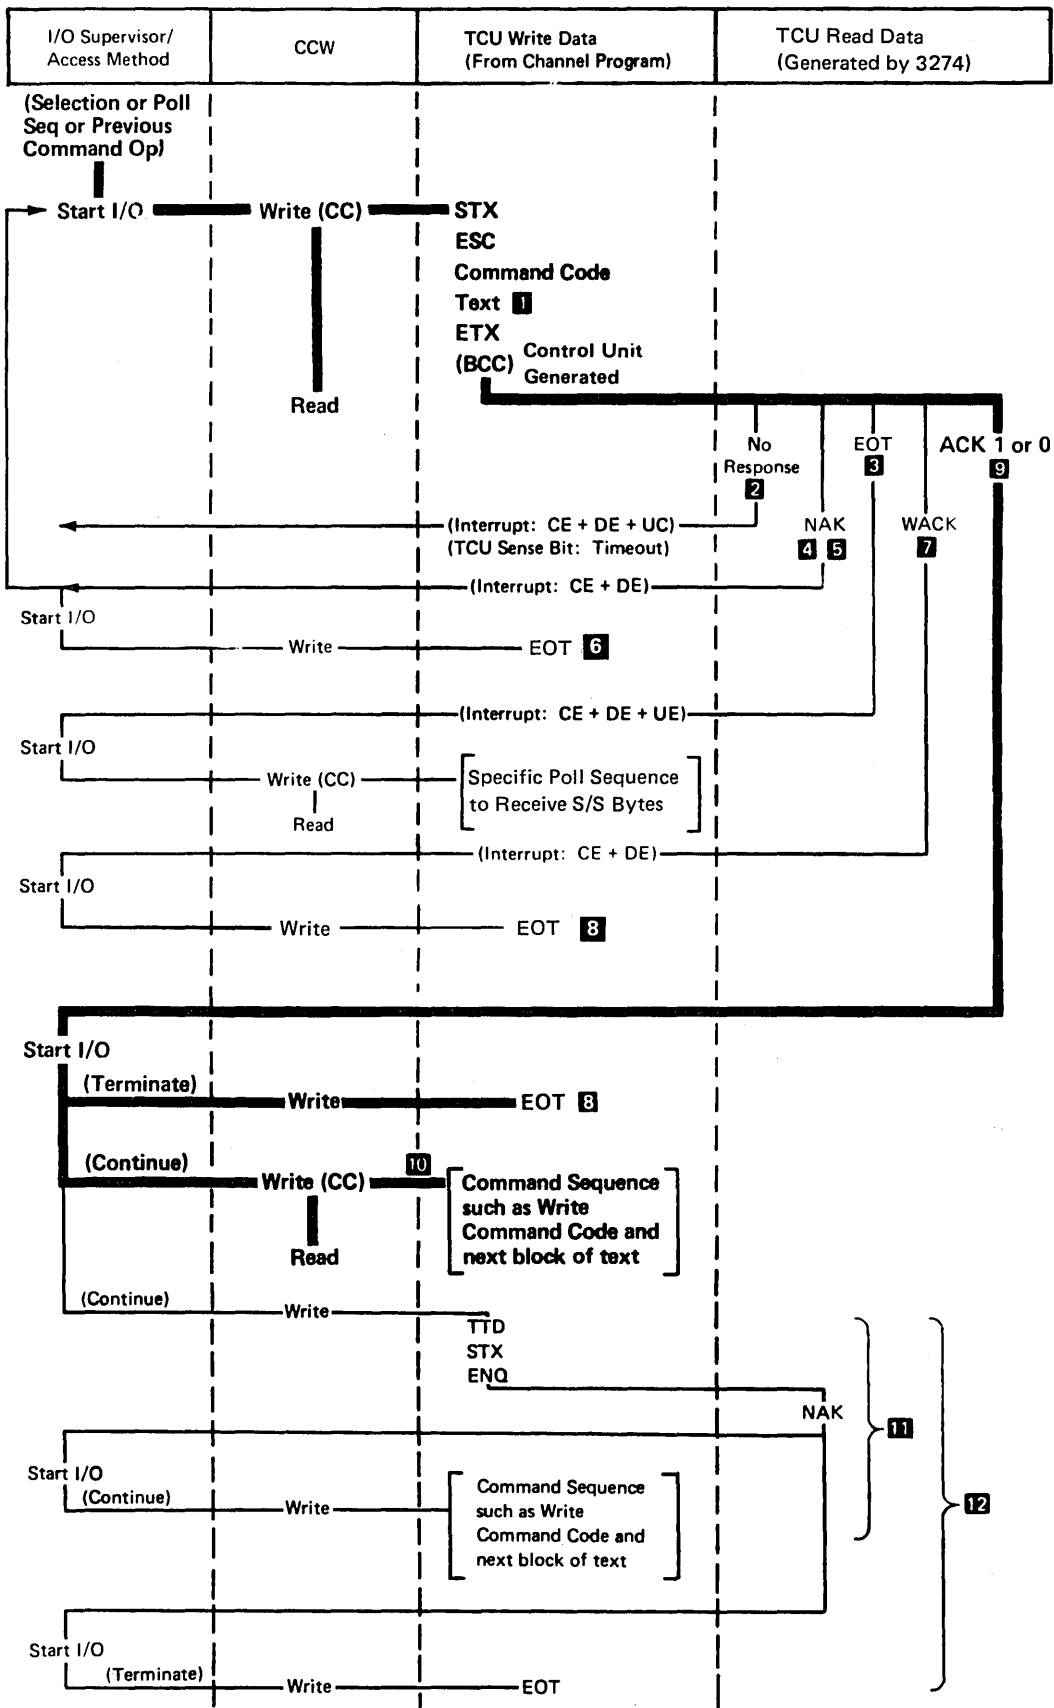 I/O Supervisor/
Access Method
CCW
TCU Write Data
(From Channel Program)
TCU Read Data
(Generated by 3274)
(Selection or Poll
Seq or Previous
Command Op)
Start I/O
Write (CC)
STX
ESC
Command Code
Text 1
ETX
(BCC) Control Unit
Generated
Read
No
Response
2
EOT
3
ACK 1 or 0
9
(Interrupt: CE + DE + UC)
(TCU Sense Bit: Timeout)
NAK
4 5
WACK
7
(Interrupt: CE + DE)
Start I/O
Write
EOT 6
(Interrupt: CE + DE + UE)
Start I/O
Write (CC)
Read
Specific Poll Sequence
to Receive S/S Bytes
(Interrupt: CE + DE)
Start I/O
Write
EOT 8
Start I/O
(Terminate)
Write
EOT 8
(Continue)
Write (CC)
10
Read
Command Sequence
such as Write
Command Code and
next block of text
(Continue)
Write
TTD
STX
ENQ
NAK
11
Start I/O
(Continue)
Write
Command Sequence
such as Write
Command Code and
next block of text
12
Start I/O
(Terminate)
Write
EOT